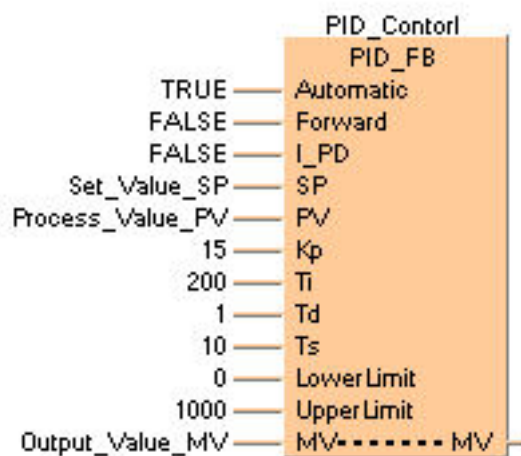 PID_Contorl
PID_FB
TRUE Automatic
FALSE Forward
FALSE I_PD
Set_Value_SP SP
Process_Value_PV PV
15 Kp
200 Ti
1 Td
10 Ts
0 LowerLimit
1000 UpperLimit
Output_Value_MV MV MV